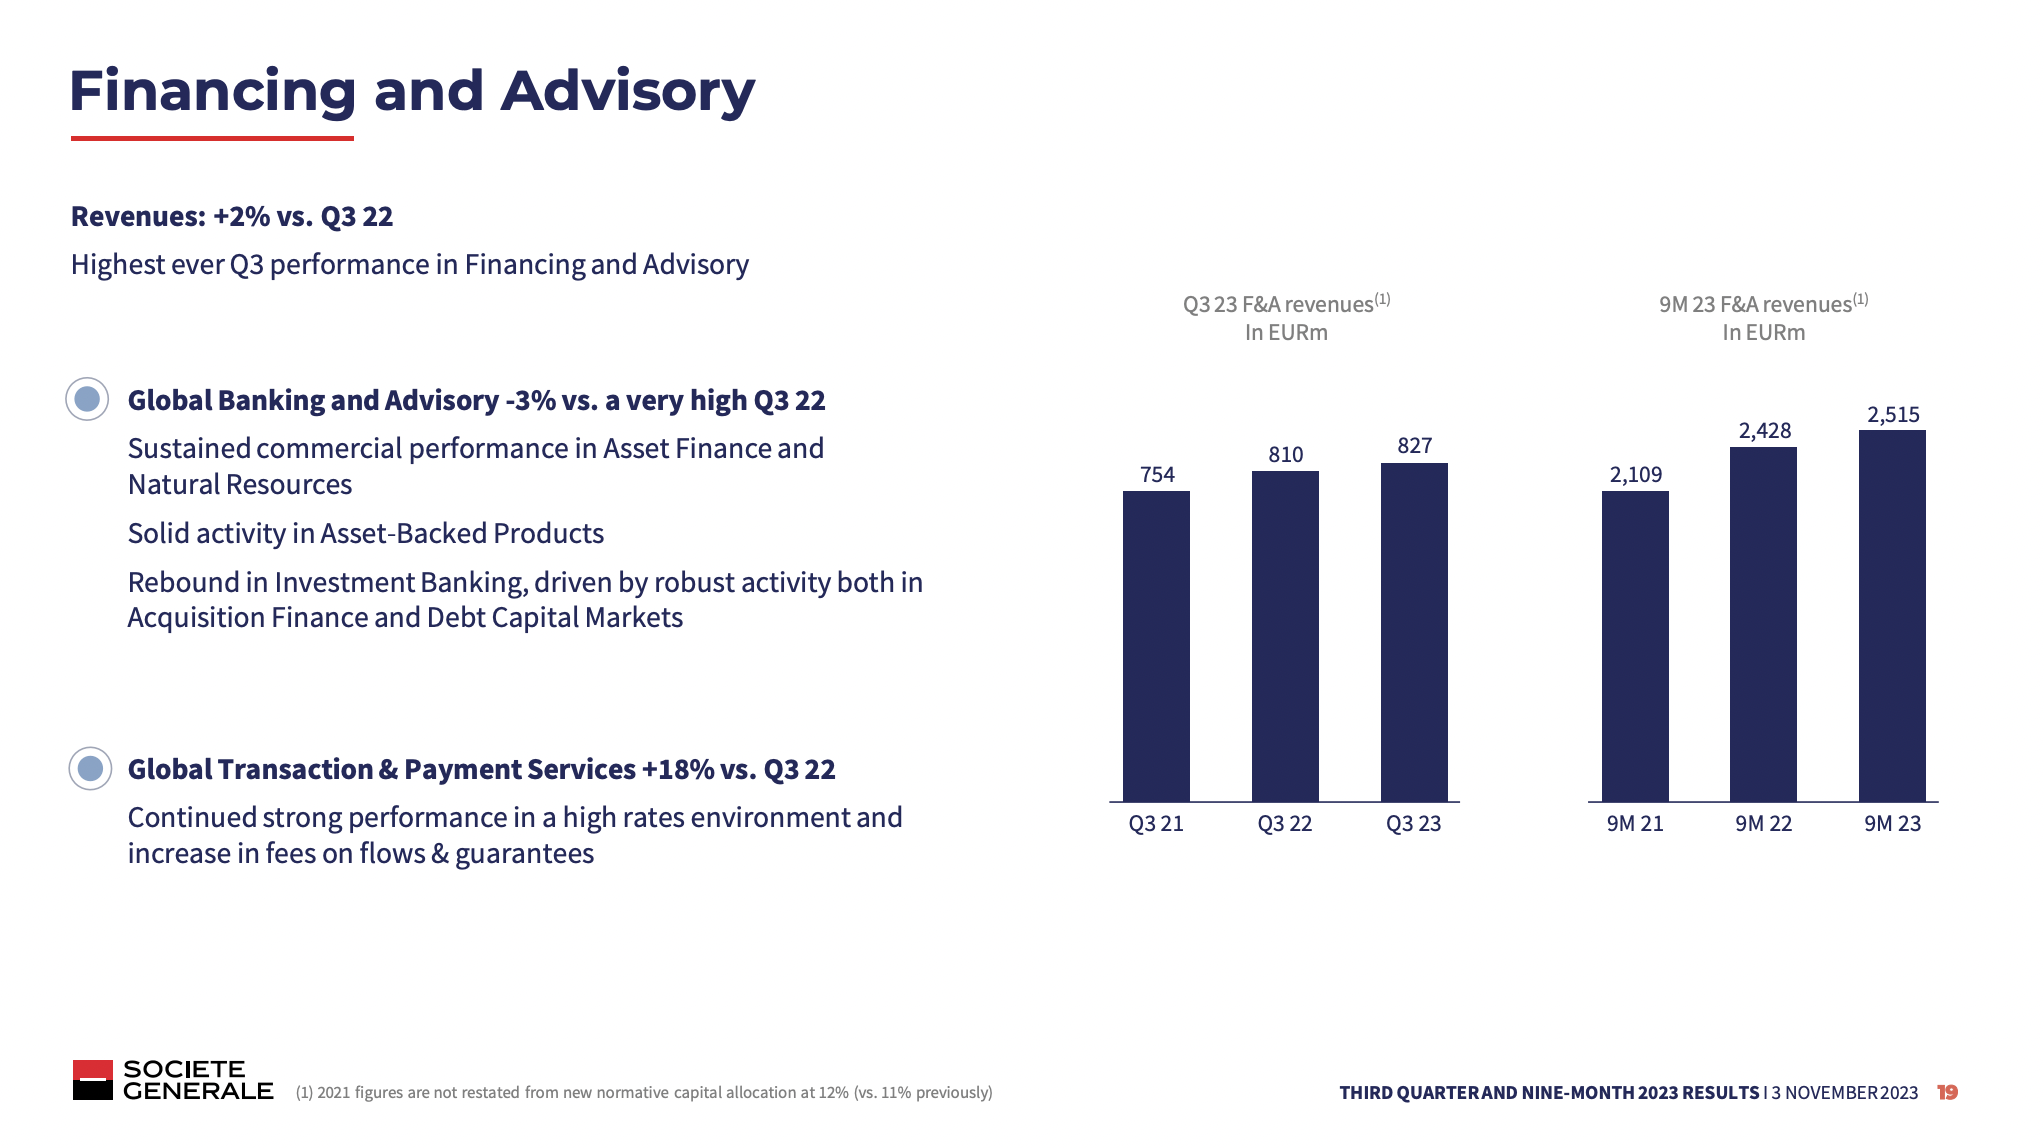 Financing and Advisory
Revenues: +2% vs. Q3 22
Highest ever Q3 performance in Financing and Advisory
Global Banking and Advisory -3% vs. a very high Q3 22
Sustained commercial performance in Asset Finance and
Natural Resources
Solid activity in Asset-Backed Products
Rebound in Investment Banking, driven by robust activity both in
Acquisition Finance and Debt Capital Markets
Global Transaction & Payment Services +18% vs. Q3 22
Continued strong performance in a high rates environment and
increase in fees on flows & guarantees
Q3 23 F&A revenues(1)
In EURm
754
810
827
Q3 21
Q3 22
Q3 23
9M 23 F&A revenues(1)
In EURm
2,109
2,428
2,515
9M 21
9M 22
9M 23
SOCIETE
GENERALE
(1) 2021 figures are not restated from new normative capital allocation at 12% (vs. 11% previously)
THIRD QUARTER AND NINE-MONTH 2023 RESULTS I 3 NOVEMBER 2023
19